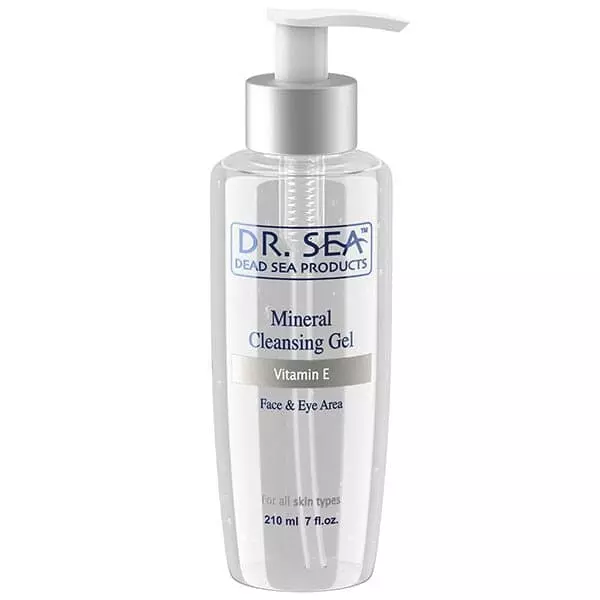 DR. SEA™
DEAD SEA PRODUCTS
Mineral
Cleansing Gel
Vitamin E
Face & Eye Area
For all skin types
210 ml 7 fl.oz.